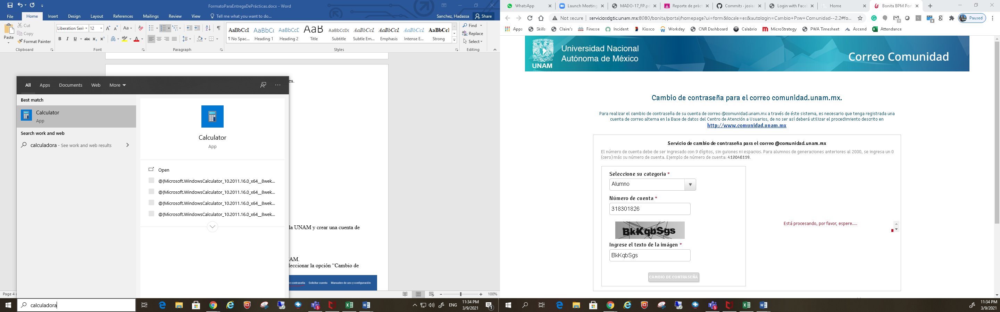 FormatoParaEntregaDePrácticas.docx - Word
File Home Insert Design Layout References Mailings Review View Tell me what you want to do... Sanchez, Hadassa Share
Cut
Copy
Paste
Format Painter
Liberation Seri 12
AaBbCcI AaBbCc AaBbCcD AaB AaBbCcDc AaBbCcL AaBbCcL AaBbCcL AaBbCcl
¶ No Spac... Heading 1 Heading 2 Title Subtitle Subtle Em... Emphasis Intense E... Strong
Find
Replace
Select
Clipboard Font Paragraph Styles Editing
es.
All Apps Documents Web More
Best match
Calculator
App
Search work and web
calculadora - See work and web results
Calculator
App
Open
@{Microsoft.WindowsCalculator_10.2011.16.0_x64__8wek...
@{Microsoft.WindowsCalculator_10.2011.16.0_x64__8wek...
@{Microsoft.WindowsCalculator_10.2011.16.0_x64__8wek...
@{Microsoft.WindowsCalculator_10.2011.16.0_x64__8wek...
la UNAM y crear una cuenta de
AM.
leccionar la opción “Cambio de
e contraseña Solicitar cuenta Manuales de uso y configuración
Page 4
100%
calculadora
ENG
11:34 PM
3/9/2021
WhatsApp Launch Meeting MADO-17_FP.pd Reporte de práct Commits · josia Login with Facel Home Bonita BPM Port
Not secure serviciosdgtic.unam.mx:8080/bonita/portal/homepage?ui=form&locale=es&autologin=Cambio+Psw+Comunidad--2.2#fo... Paused
Apps Skills Claire's Finesse Incident Kiosco Workday CNR Dashboard Calabrio MicroStrategy PWA Timesheet Ascend Attendance
UNAM
Universidad Nacional
Autónoma de México
Correo Comunidad
Cambio de contraseña para el correo comunidad.unam.mx.
Para realizar el cambio de contraseña de su cuenta de correo @comunidad.unam.mx a través de éste sistema, es necesario que tenga registrada una
cuenta de correo alterna en la Base de datos del Centro de Atención a Usuarios, de no ser así deberá utilizar el procedimiento descrito en
http://www.comunidad.unam.mx
Servicio de cambio de contraseña para el correo @comunidad.unam.mx
El número de cuenta debe de ser ingresado con 9 dígitos, sin guiones ni espacios. Para alumnos de generaciones anteriores al 2000, se ingresa un 0
(cero) más su número de cuenta. Ejemplo de número de cuenta: 412046119.
Seleccione su categoria *
Alumno
Número de cuenta *
318301826
BkKqbSgs
Ingrese el texto de la imágen *
BkKqbSgs
CAMBIO DE CONTRASEÑA
Está procesando, por favor, espere.....
11:34 PM
3/9/2021